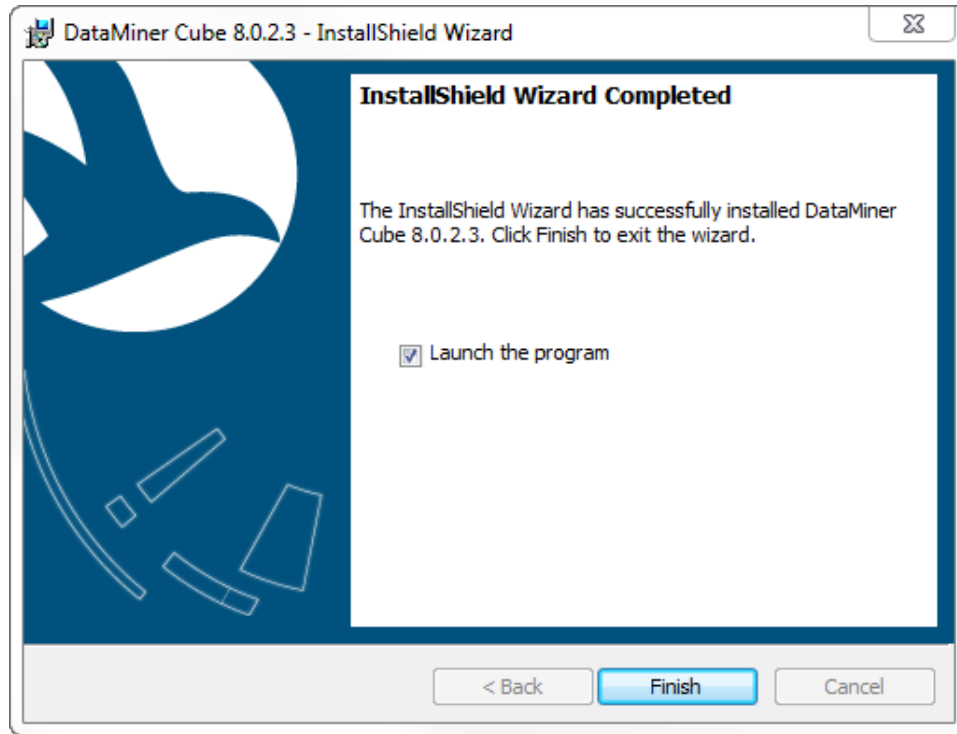 DataMiner Cube 8.0.2.3 - InstallShield Wizard
InstallShield Wizard Completed
The InstallShield Wizard has successfully installed DataMiner
Cube 8.0.2.3. Click Finish to exit the wizard.
Launch the program
< Back Finish Cancel